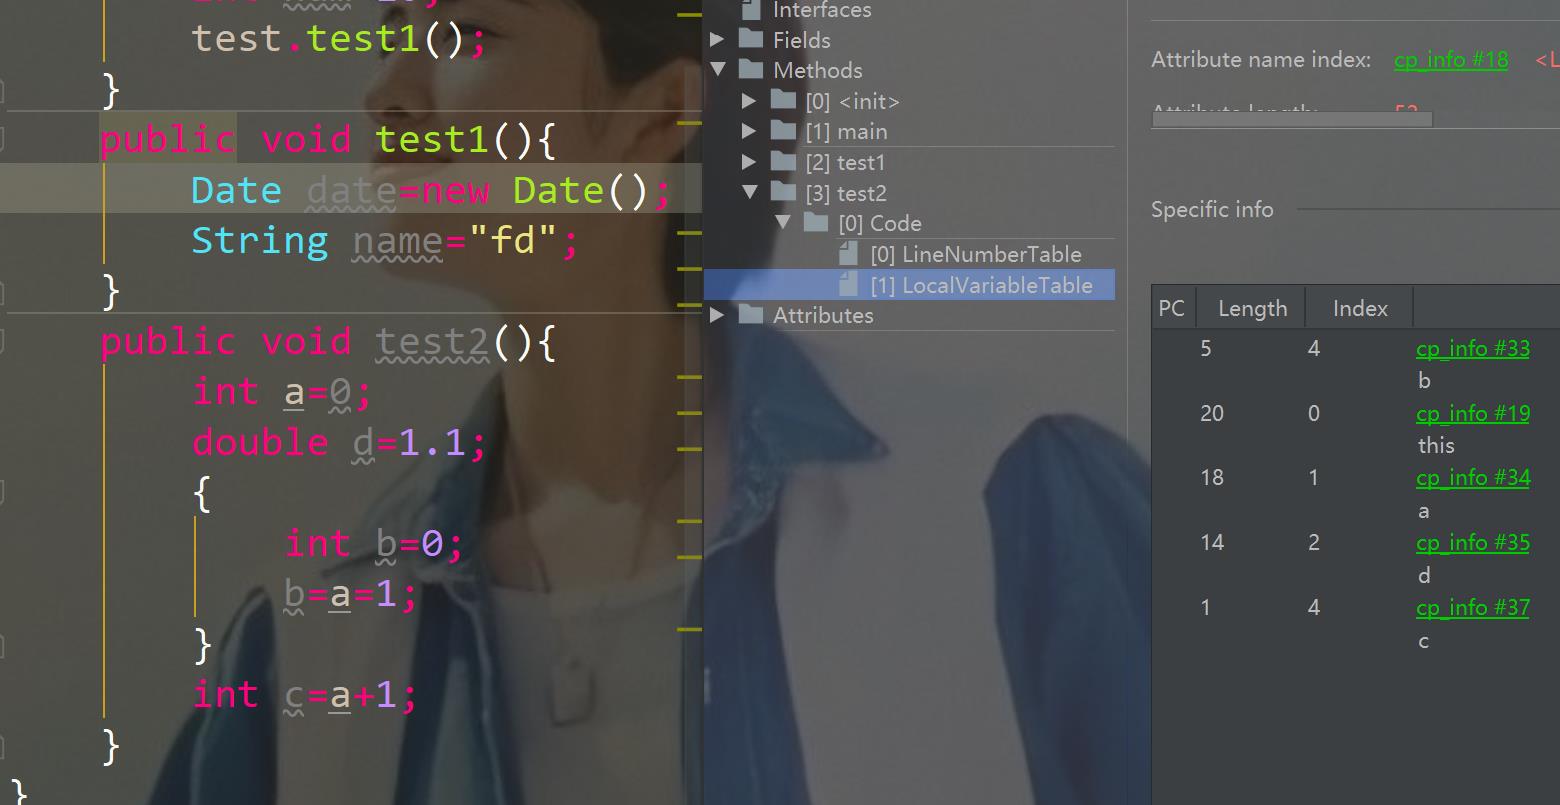 test.test1();
}
public void test1(){
Date date=new Date();
String name="fd";
}
public void test2(){
int a=0;
double d=1.1;
{
int b=0;
b=a=1;
}
int c=a+1;
}
}
Interfaces
Fields
Methods
[0] <init>
[1] main
[2] test1
[3] test2
[0] Code
[0] LineNumberTable
[1] LocalVariableTable
Attributes
Attribute name index: cp_info #18 <L
Attribute length:
Specific info
PC Length Index
5 4 cp_info #33
b
20 0 cp_info #19
this
18 1 cp_info #34
a
14 2 cp_info #35
d
1 4 cp_info #37
c